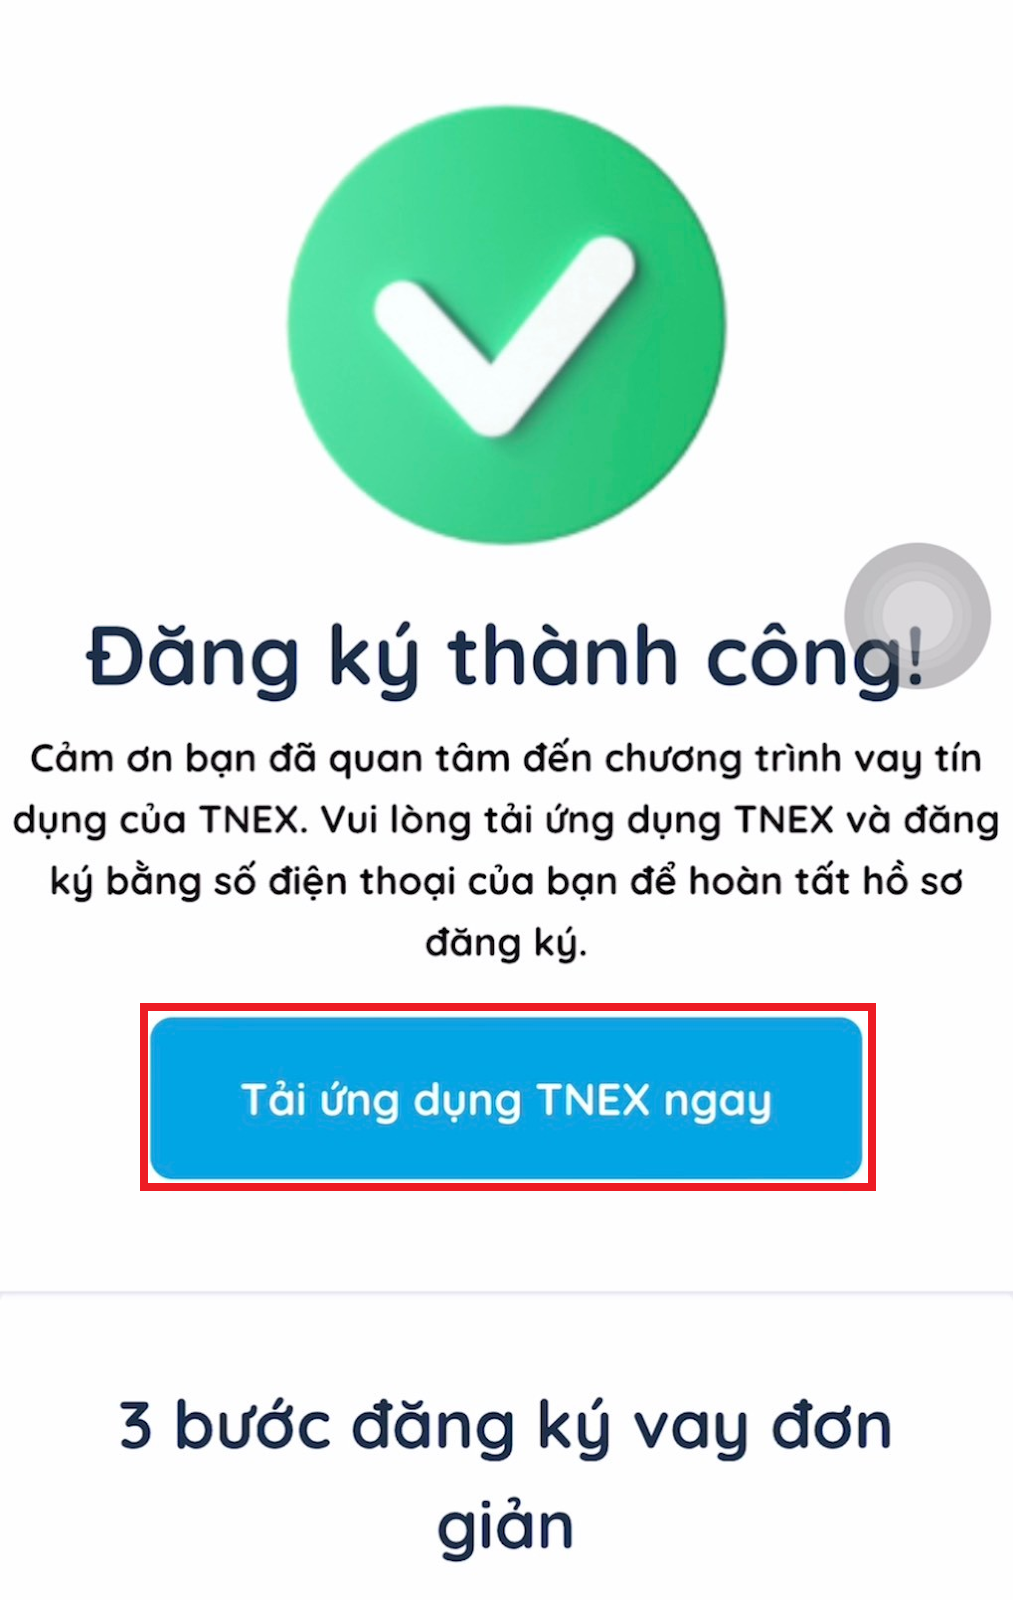 Đăng ký thành công!
Cảm ơn bạn đã quan tâm đến chương trình vay tín
dụng của TNEX. Vui lòng tải ứng dụng TNEX và đăng
ký bằng số điện thoại của bạn để hoàn tất hồ sơ
đăng ký.
Tải ứng dụng TNEX ngay
3 bước đăng ký vay đơn
giản